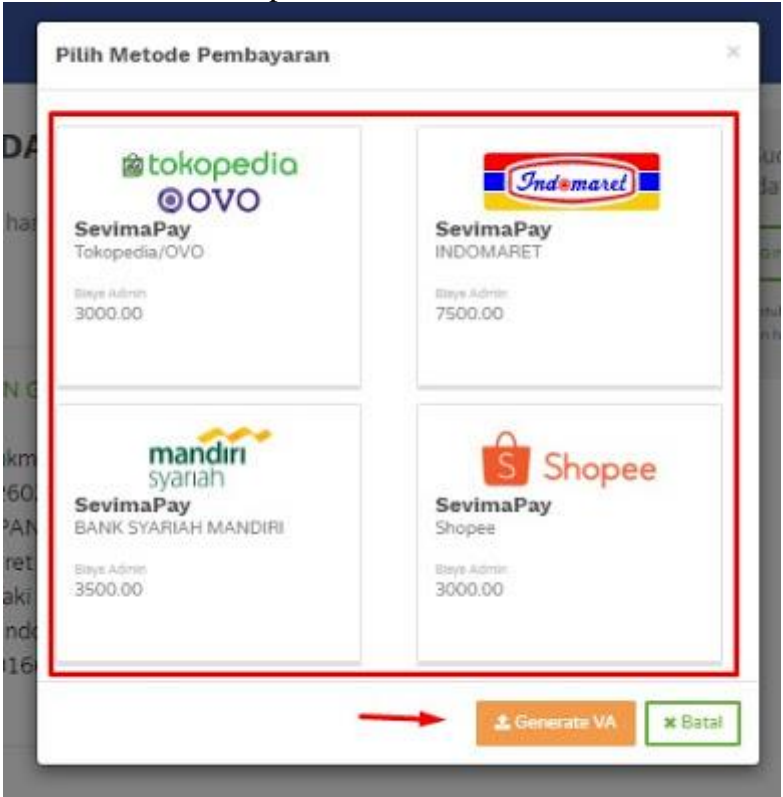 Pilih Metode Pembayaran
×
tokopedia
OVO
SevimaPay
Tokopedia/OVO
Biaya Admin
3000.00
Indomaret
SevimaPay
INDOMARET
Biaya Admin
7500.00
mandiri
syariah
SevimaPay
BANK SYARIAH MANDIRI
Biaya Admin
3500.00
S Shopee
SevimaPay
Shopee
Biaya Admin
3000.00
Generate VA
× Batal